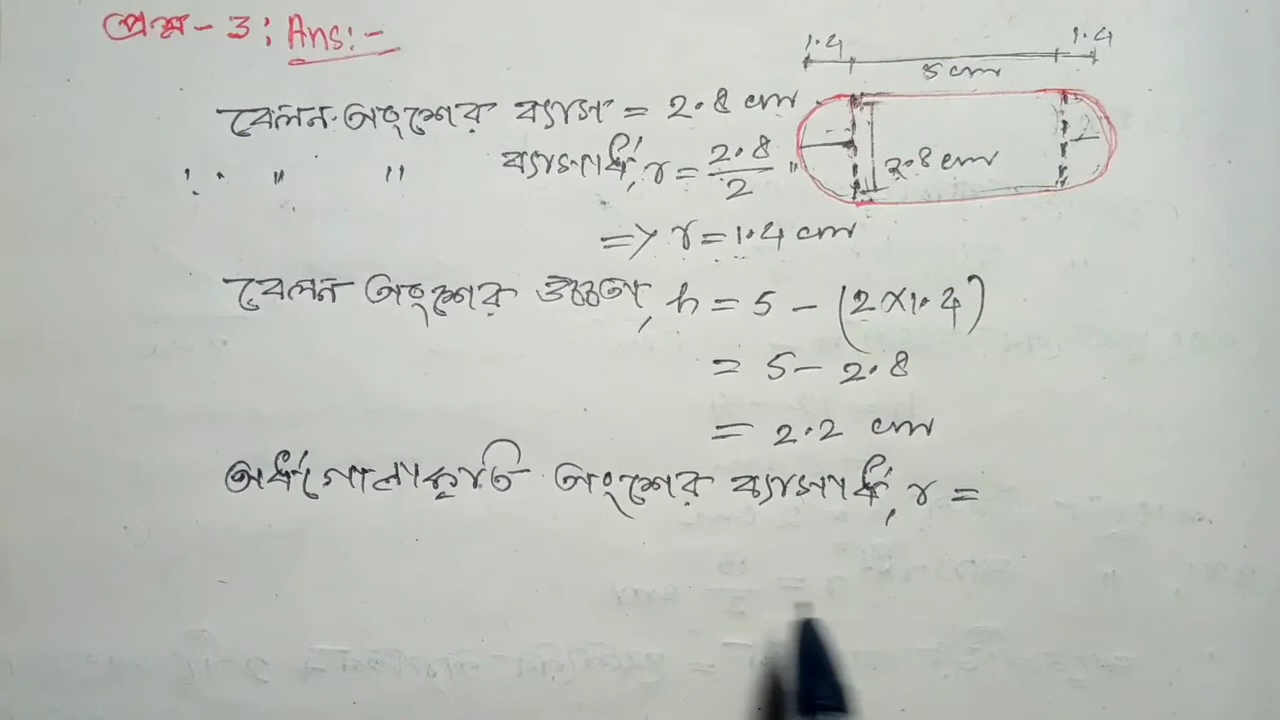 প্রশ্ন - 3 : Ans :-
1.4 1.4
5 cm
বেলন অংশের ব্যাস = 2.8 cm
2.8 cm
" " " ব্যাসার্ধ, r = 2.8/2 "
=> r = 1.4 cm
বেলন অংশের উচ্চতা, h = 5 - (2×1.4)
= 5 - 2.8
= 2.2 cm
অর্ধগোলাকৃতি অংশের ব্যাসার্ধ, r =